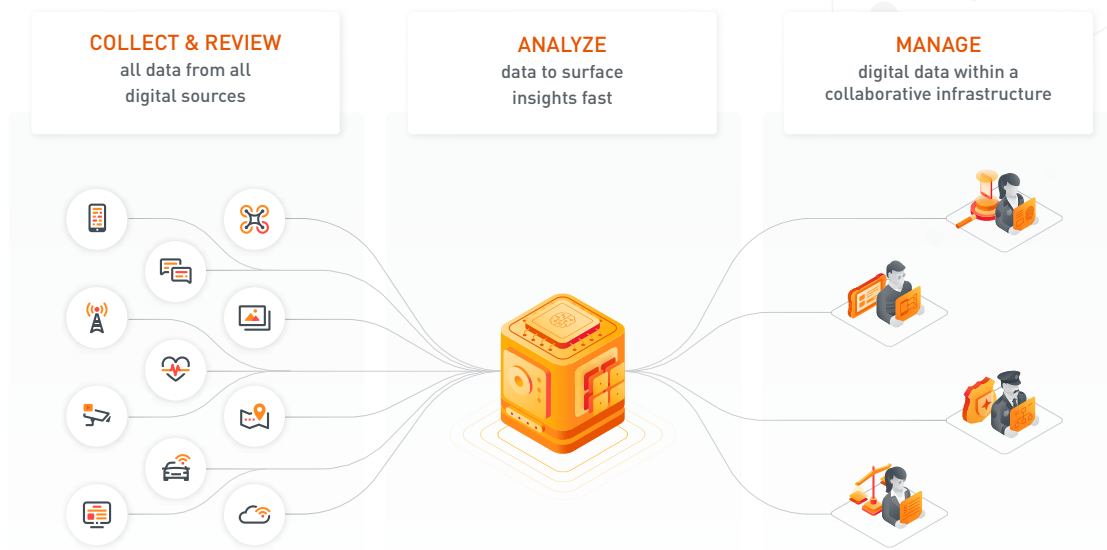 COLLECT & REVIEW
all data from all
digital sources
ANALYZE
data to surface
insights fast
MANAGE
digital data within a
collaborative infrastructure